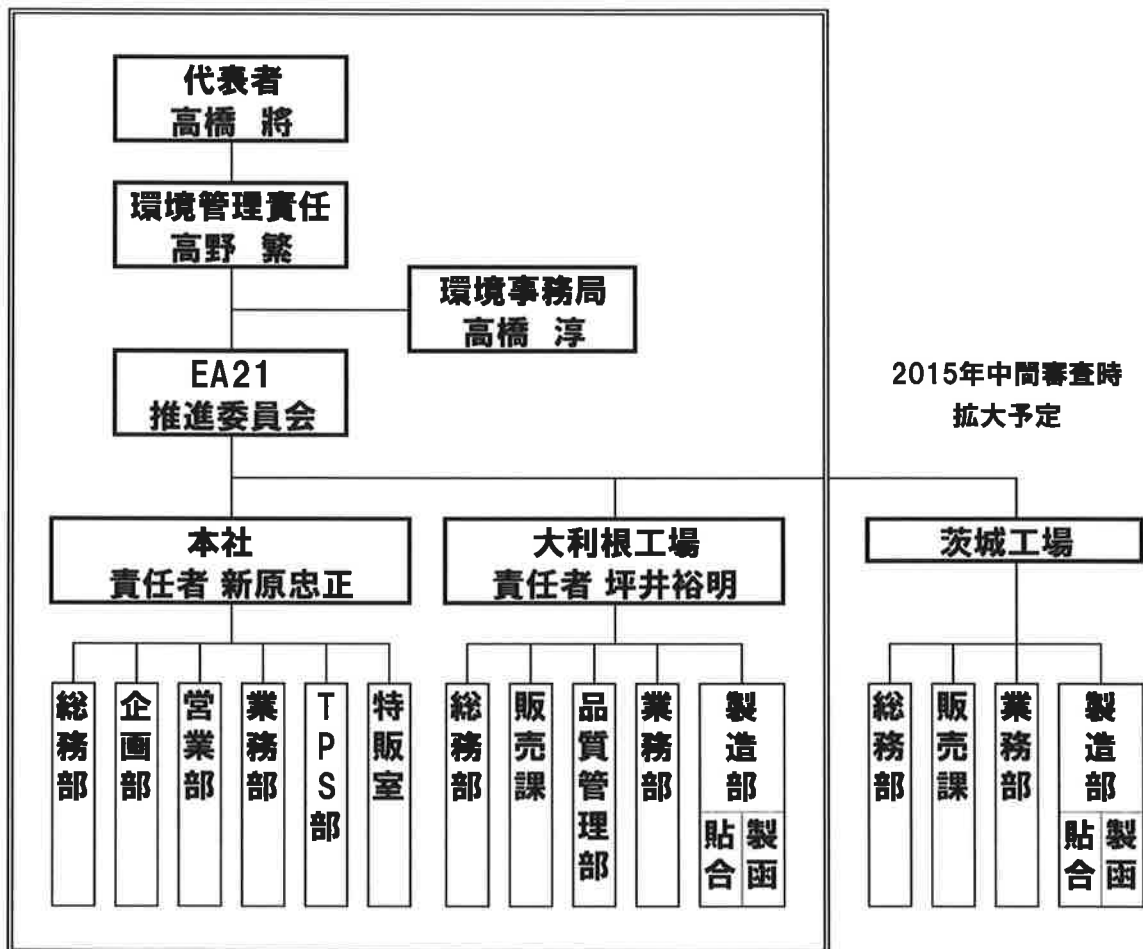 代表者
高橋 將
環境管理責任
高野 繁
環境事務局
高橋 淳
EA21
推進委員会
2015年中間審査時
拡大予定
本社
責任者 新原忠正
大利根工場
責任者 坪井裕明
茨城工場
総務部
企画部
営業部
業務部
TPS部
特販室
総務部
販売課
品質管理部
業務部
製造部
貼合
製函
総務部
販売課
業務部
製造部
貼合
製函